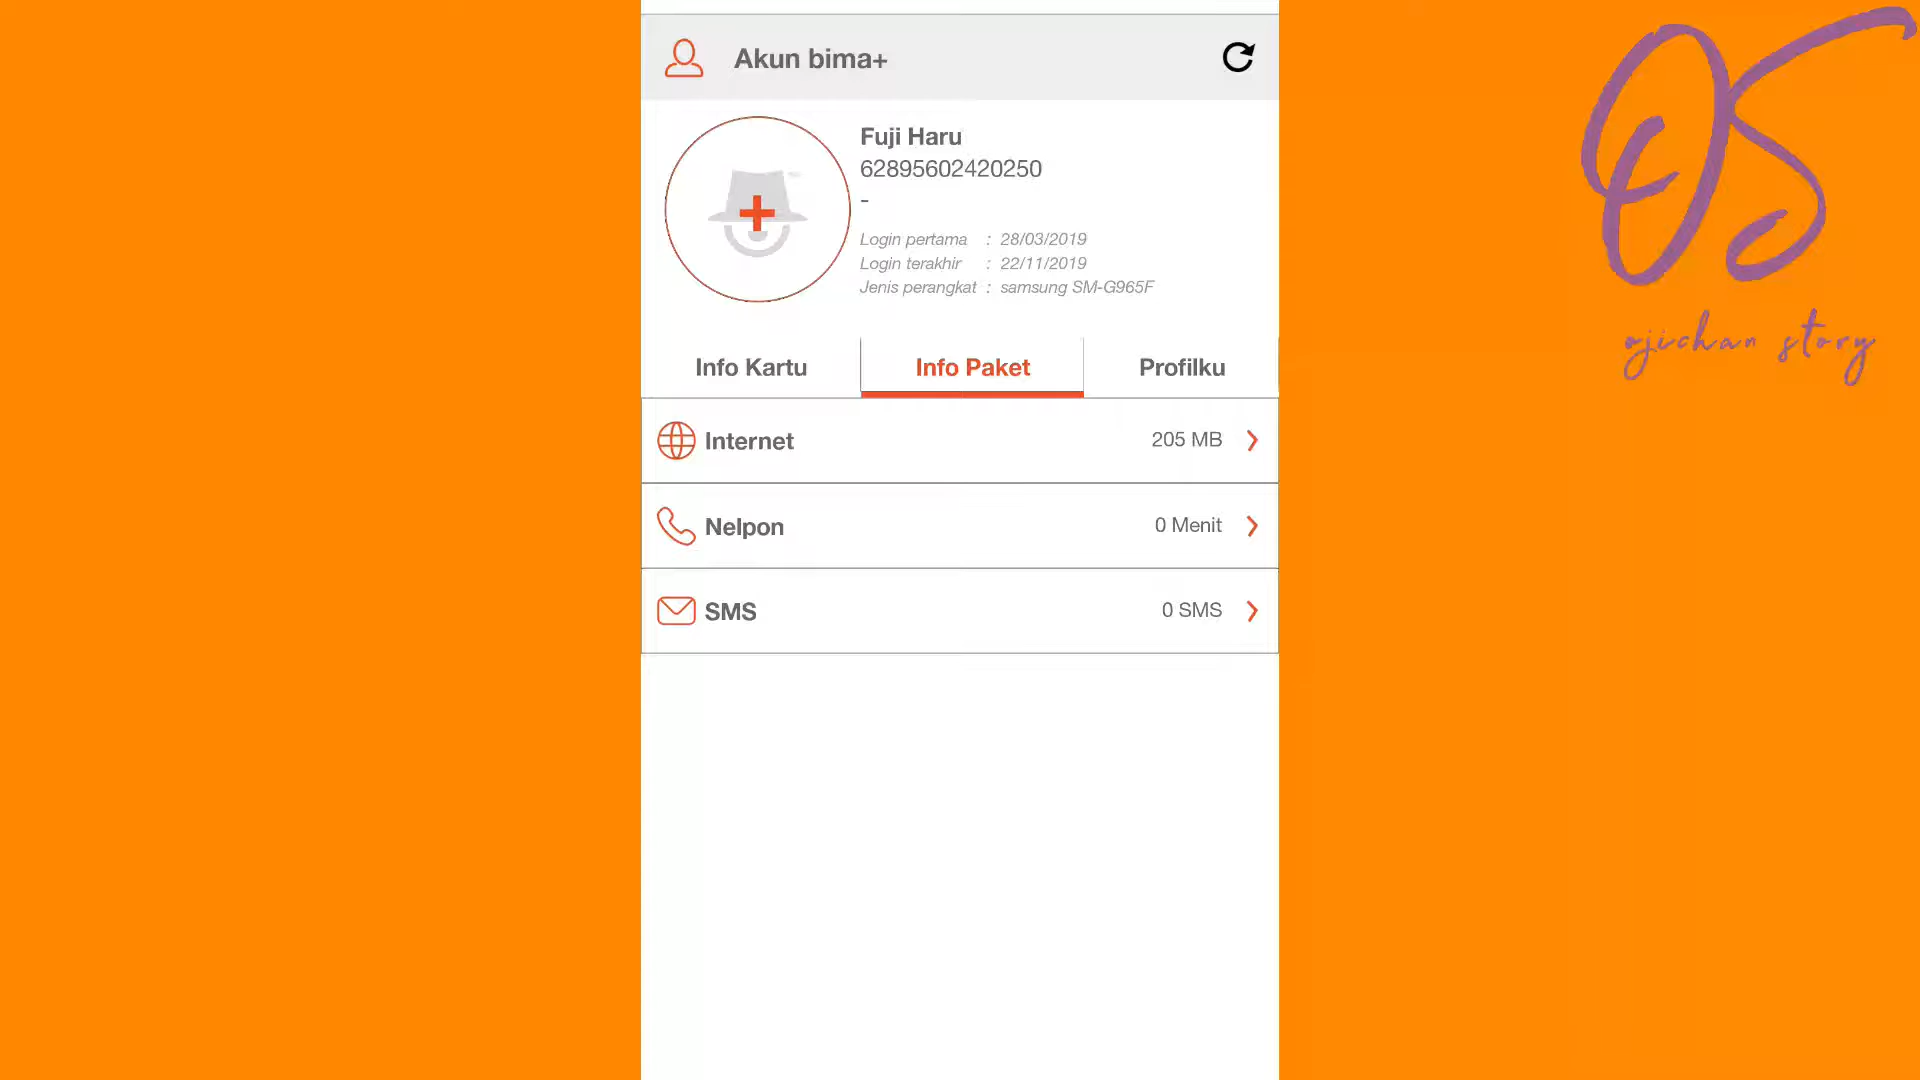 Akun bima+
Fuji Haru
62895602420250
-
Login pertama : 28/03/2019
Login terakhir : 22/11/2019
Jenis perangkat : samsung SM-G965F
Info Kartu Info Paket Profilku
Internet 205 MB
Nelpon 0 Menit
SMS 0 SMS
OS
ojichan story